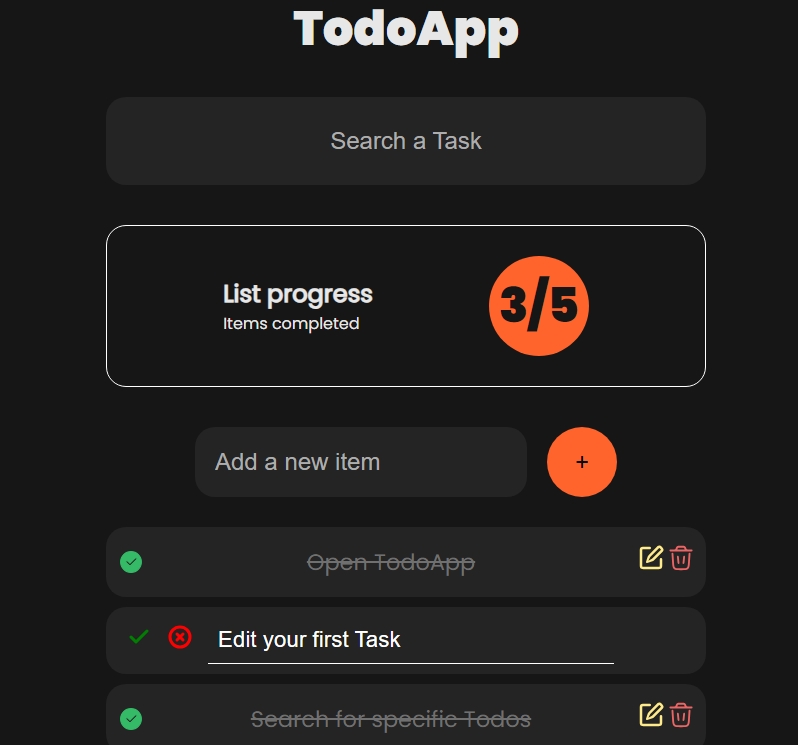 TodoApp
Search a Task
List progress
Items completed
3/5
Add a new item
+
Open TodoApp
Edit your first Task
Search for specific Todos